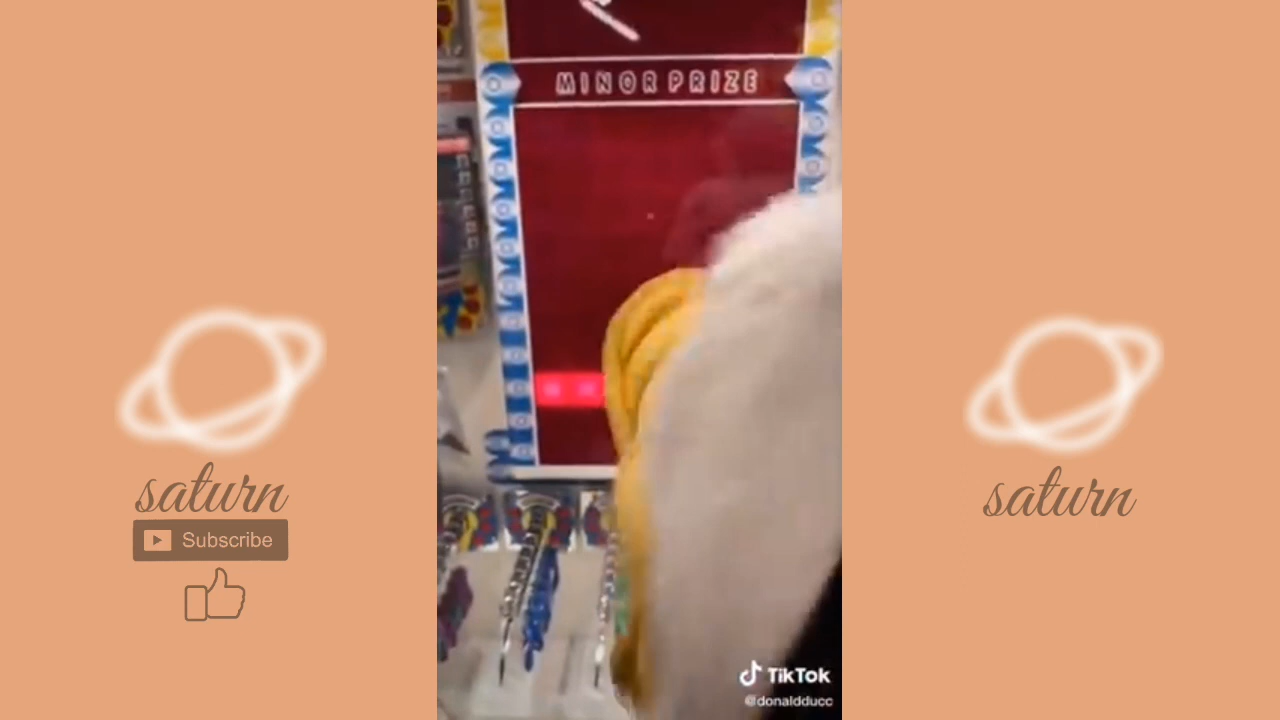 MINOR PRIZE
saturn
Subscribe
saturn
TikTok
@donaldducc